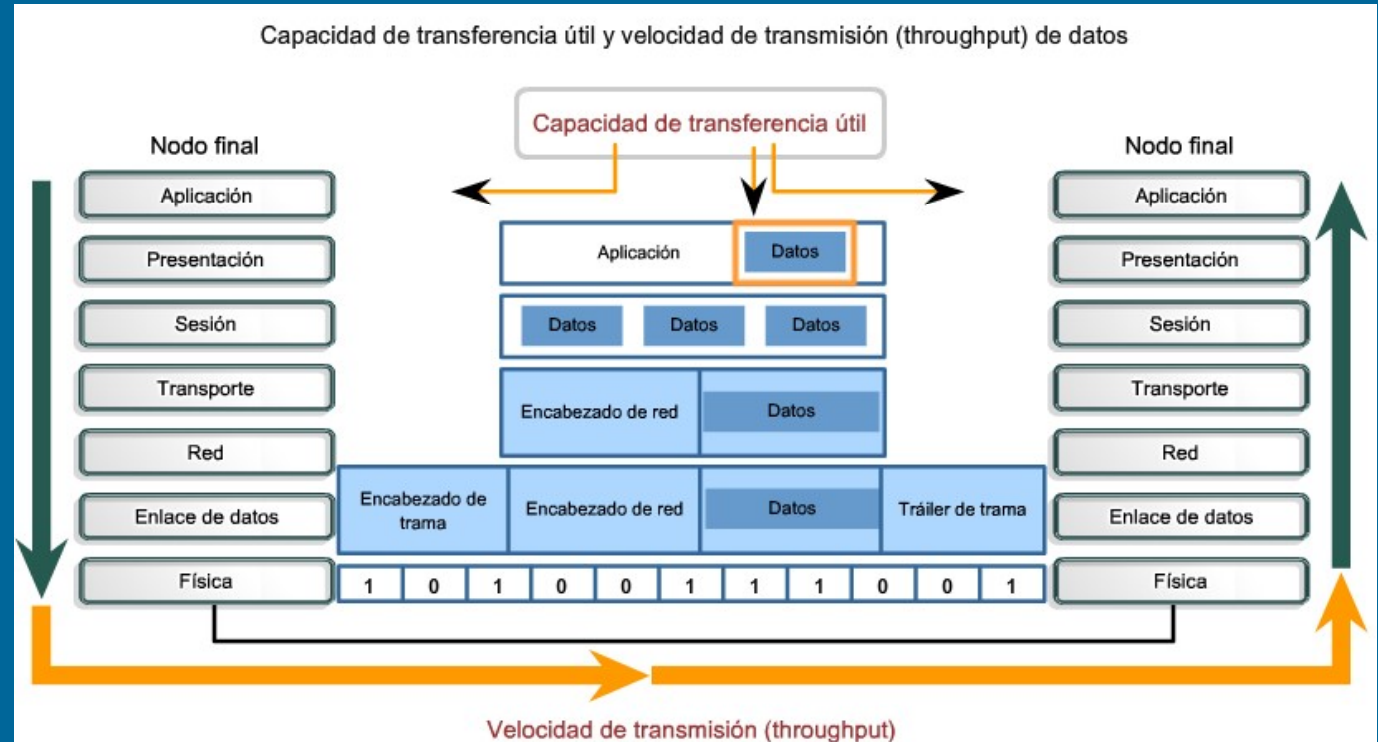 Capacidad de transferencia útil y velocidad de transmisión (throughput) de datos
Capacidad de transferencia útil
Nodo final
Aplicación
Presentación
Sesión
Transporte
Red
Enlace de datos
Física
Aplicación
Datos
Datos
Datos
Datos
Encabezado de red
Datos
Encabezado de
trama
Encabezado de red
Datos
Tráiler de trama
1 0 1 0 0 1 1 1 0 0 1
Nodo final
Aplicación
Presentación
Sesión
Transporte
Red
Enlace de datos
Física
Velocidad de transmisión (throughput)